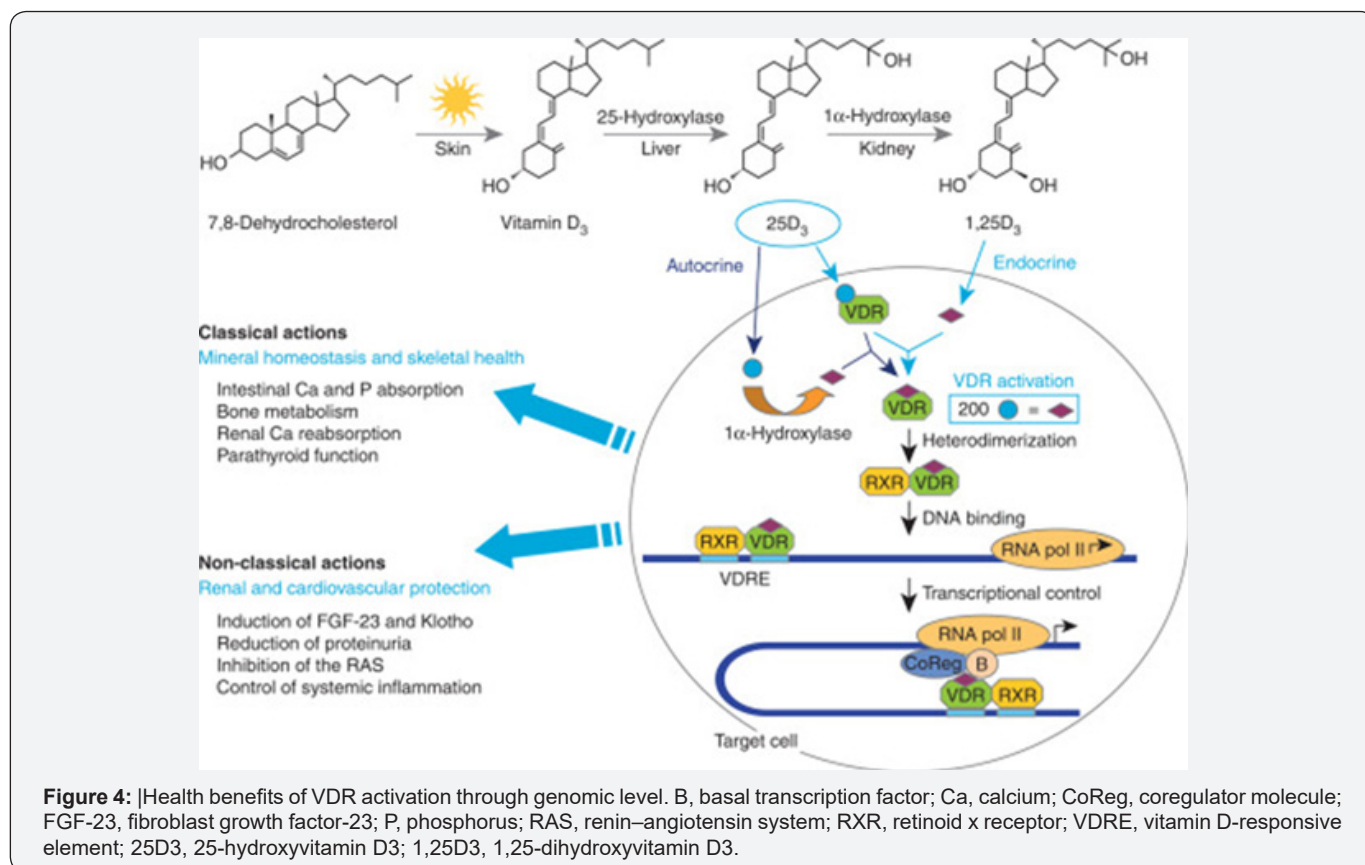 OH
OH
25-Hydroxylase
1α-Hydroxylase
Skin
Liver
Kidney
HO
HO
HO
HO
OH
7,8-Dehydrocholesterol
Vitamin D3
25D3
1,25D3
Autocrine
Endocrine
VDR
Classical actions
Mineral homeostasis and skeletal health
Intestinal Ca and P absorption
Bone metabolism
Renal Ca reabsorption
Parathyroid function
VDR activation
200 =
VDR
1α-Hydroxylase
Heterodimerization
RXR VDR
DNA binding
RXR VDR
RNA pol II
VDRE
Non-classical actions
Renal and cardiovascular protection
Induction of FGF-23 and Klotho
Reduction of proteinuria
Inhibition of the RAS
Control of systemic inflammation
Transcriptional control
RNA pol II
CoReg B
VDR RXR
Target cell
Figure 4: |Health benefits of VDR activation through genomic level. B, basal transcription factor; Ca, calcium; CoReg, coregulator molecule;
FGF-23, fibroblast growth factor-23; P, phosphorus; RAS, renin–angiotensin system; RXR, retinoid x receptor; VDRE, vitamin D-responsive
element; 25D3, 25-hydroxyvitamin D3; 1,25D3, 1,25-dihydroxyvitamin D3.